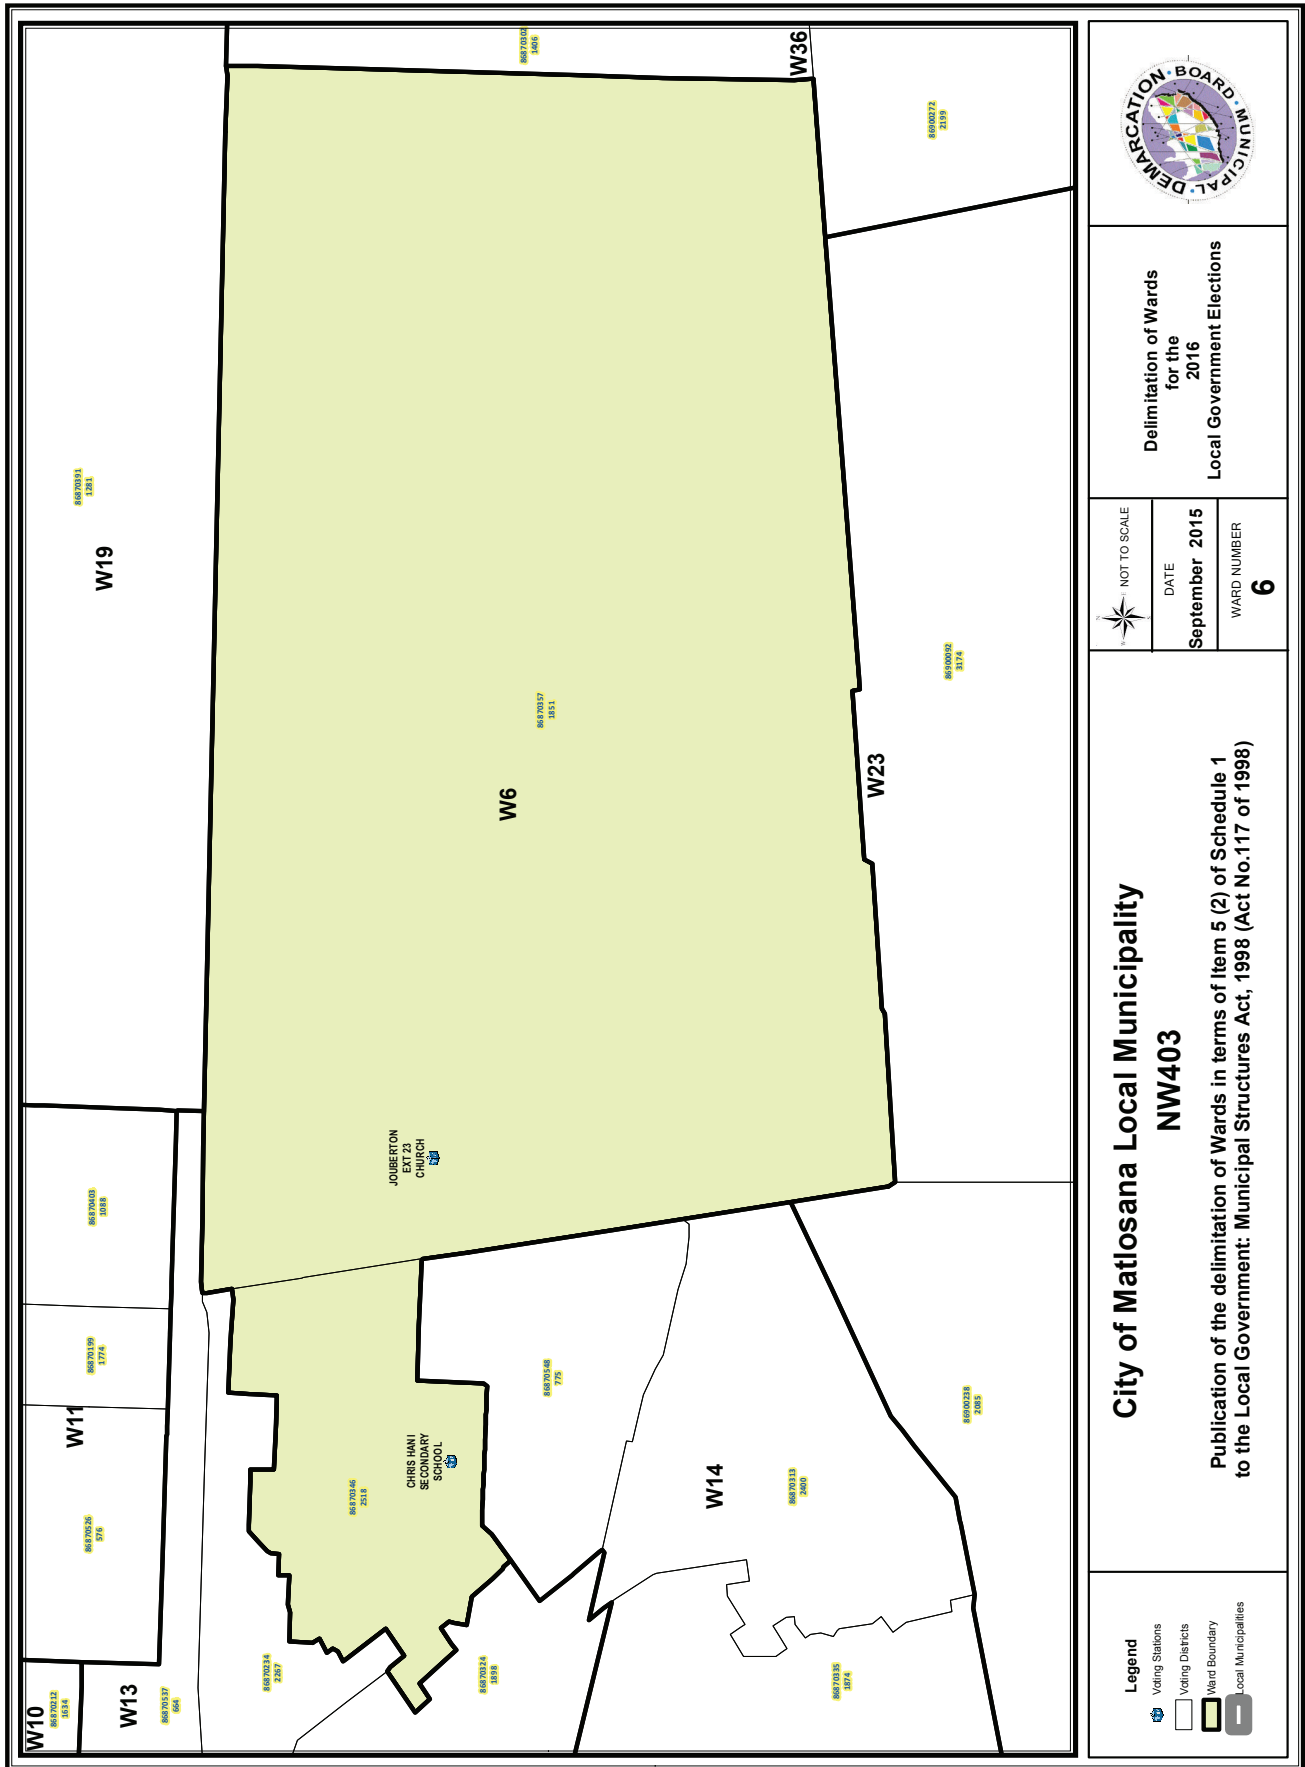 W10
86870212
1634
W13
86870537
664
86870526
576
W11
86870199
1774
86870403
1088
W19
86870391
1281
86870302
1406
W36
86900272
2199
86870234
2267
86870346
2518
CHRIS HANI
SECONDARY
SCHOOL
JOUBERTON
EXT 23
CHURCH
W6
86870357
1851
86870324
1898
86870548
775
W14
86870313
2400
86870335
1874
86900238
2085
W23
86900092
3174
Legend
Voting Stations
Voting Districts
Ward Boundary
Local Municipalities
City of Matlosana Local Municipality
NW403
Publication of the delimitation of Wards in terms of Item 5 (2) of Schedule 1
to the Local Government: Municipal Structures Act, 1998 (Act No.117 of 1998)
N
W
S
NOT TO SCALE
DATE
September 2015
WARD NUMBER
6
Delimitation of Wards
for the
2016
Local Government Elections
MUNICIPAL · DEMARCATION · BOARD ·